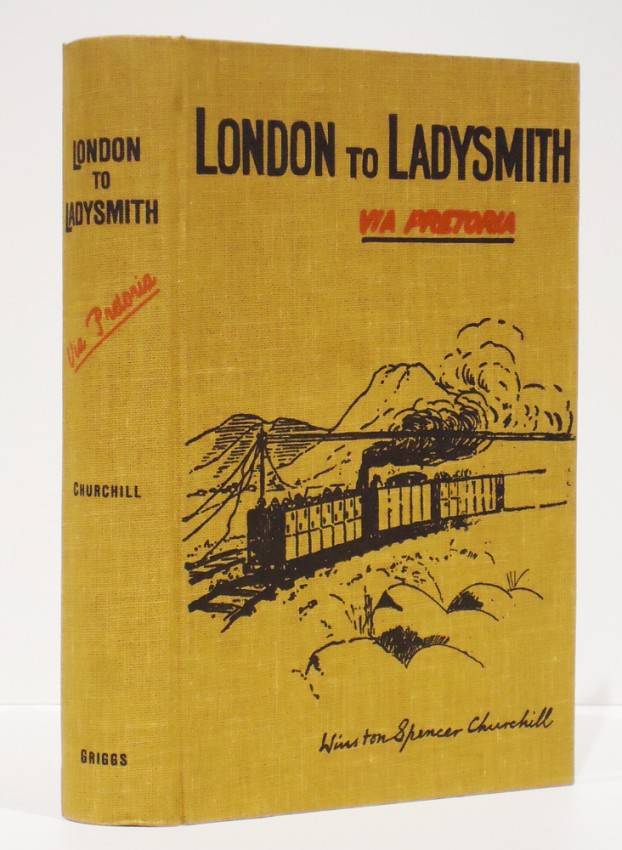 LONDON
TO
LADYSMITH
Via Pretoria
CHURCHILL
GRIGGS
LONDON TO LADYSMITH
VIA PRETORIA
Winston Spencer Churchill